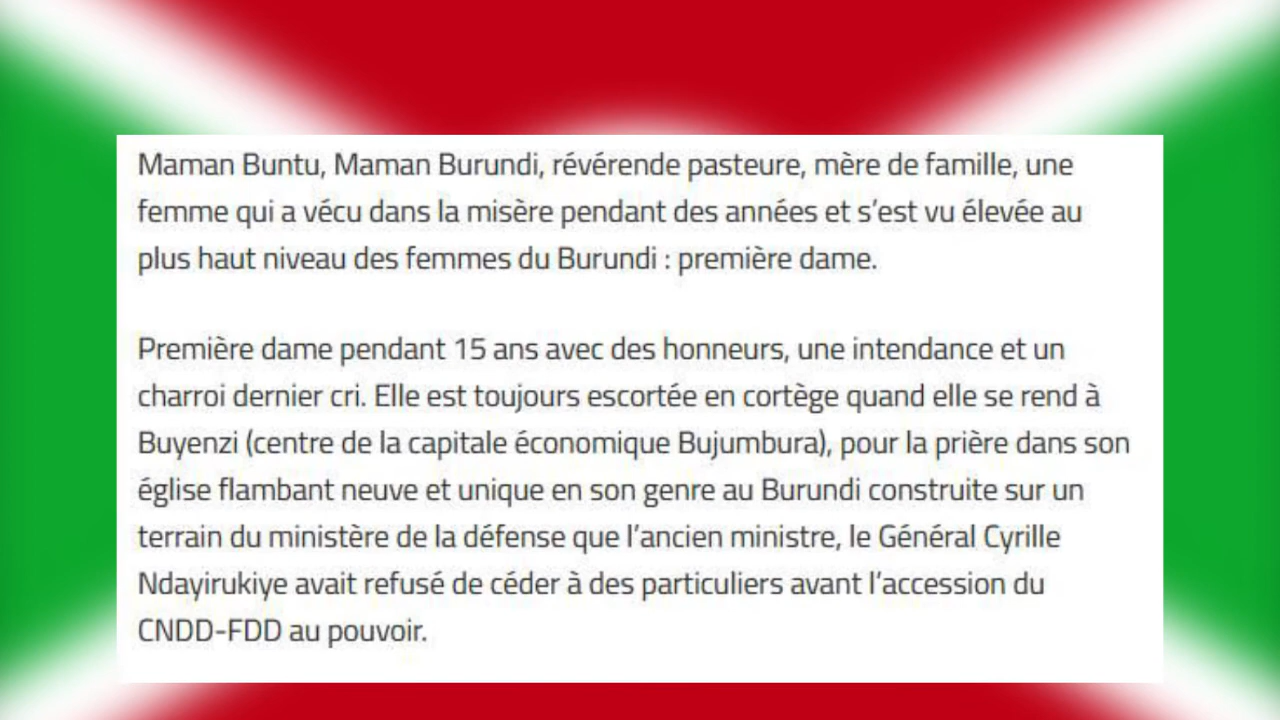 Maman Buntu, Maman Burundi, révérende pasteure, mère de famille, une
femme qui a vécu dans la misère pendant des années et s’est vu élevée au
plus haut niveau des femmes du Burundi : première dame.
Première dame pendant 15 ans avec des honneurs, une intendance et un
charroi dernier cri. Elle est toujours escortée en cortège quand elle se rend à
Buyenzi (centre de la capitale économique Bujumbura), pour la prière dans son
église flambant neuve et unique en son genre au Burundi construite sur un
terrain du ministère de la défense que l’ancien ministre, le Général Cyrille
Ndayirukiye avait refusé de céder à des particuliers avant l’accession du
CNDD-FDD au pouvoir.